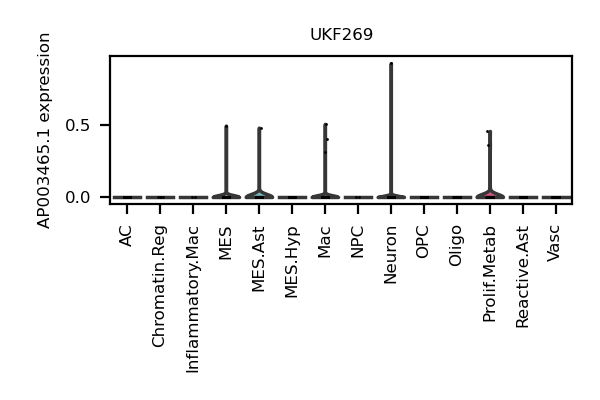 UKF269
AP003465.1 expression
0.5
0.0
AC
Chromatin.Reg
Inflammatory.Mac
MES
MES.Ast
MES.Hyp
Mac
NPC
Neuron
OPC
Oligo
Prolif.Metab
Reactive.Ast
Vasc